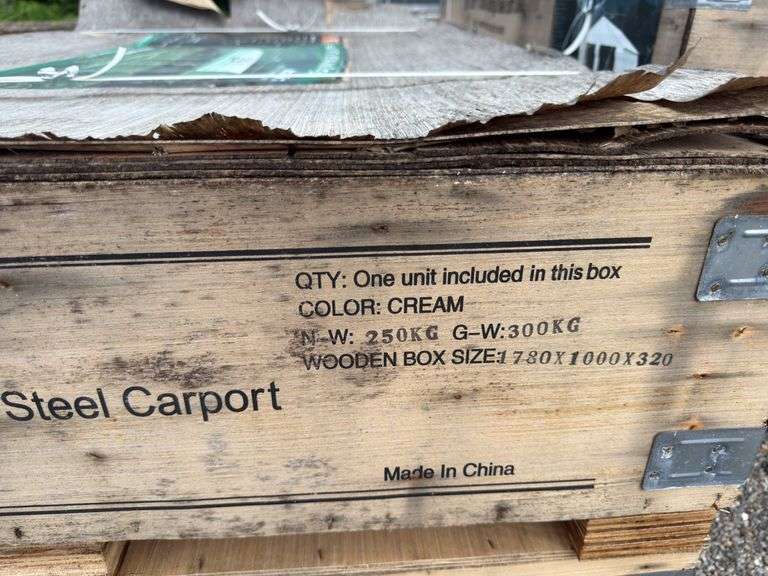 QTY: One unit included in this box
COLOR: CREAM
N-W: 250KG G-W:300KG
WOODEN BOX SIZE:1780X1000X320
Steel Carport
Made In China